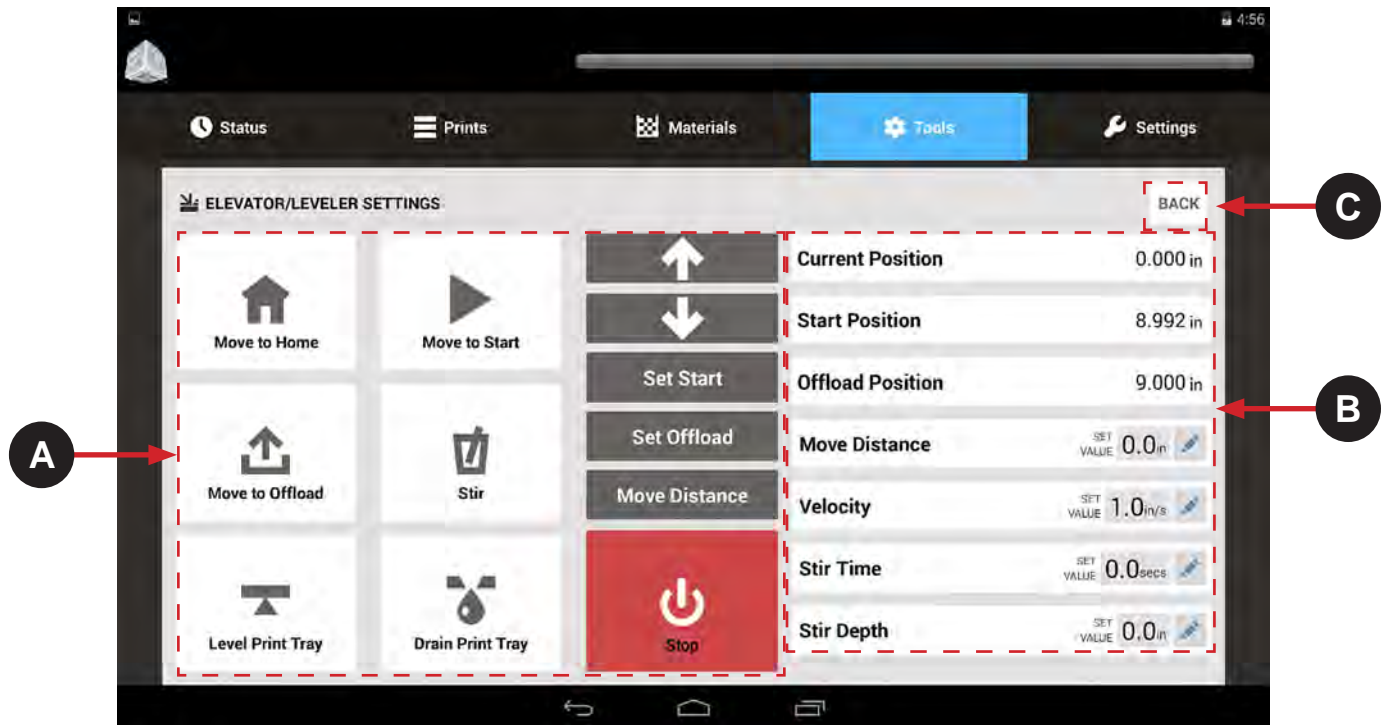 4:56
Status Prints Materials Tools Settings
ELEVATOR/LEVELER SETTINGS
BACK
C
Move to Home
Move to Start
Move to Offload
Stir
Level Print Tray
Drain Print Tray
Set Start
Set Offload
Move Distance
Stop
A
Current Position 0.000 in
Start Position 8.992 in
Offload Position 9.000 in
Move Distance SET VALUE 0.0in
Velocity SET VALUE 1.0in/s
Stir Time SET VALUE 0.0secs
Stir Depth SET VALUE 0.0in
B